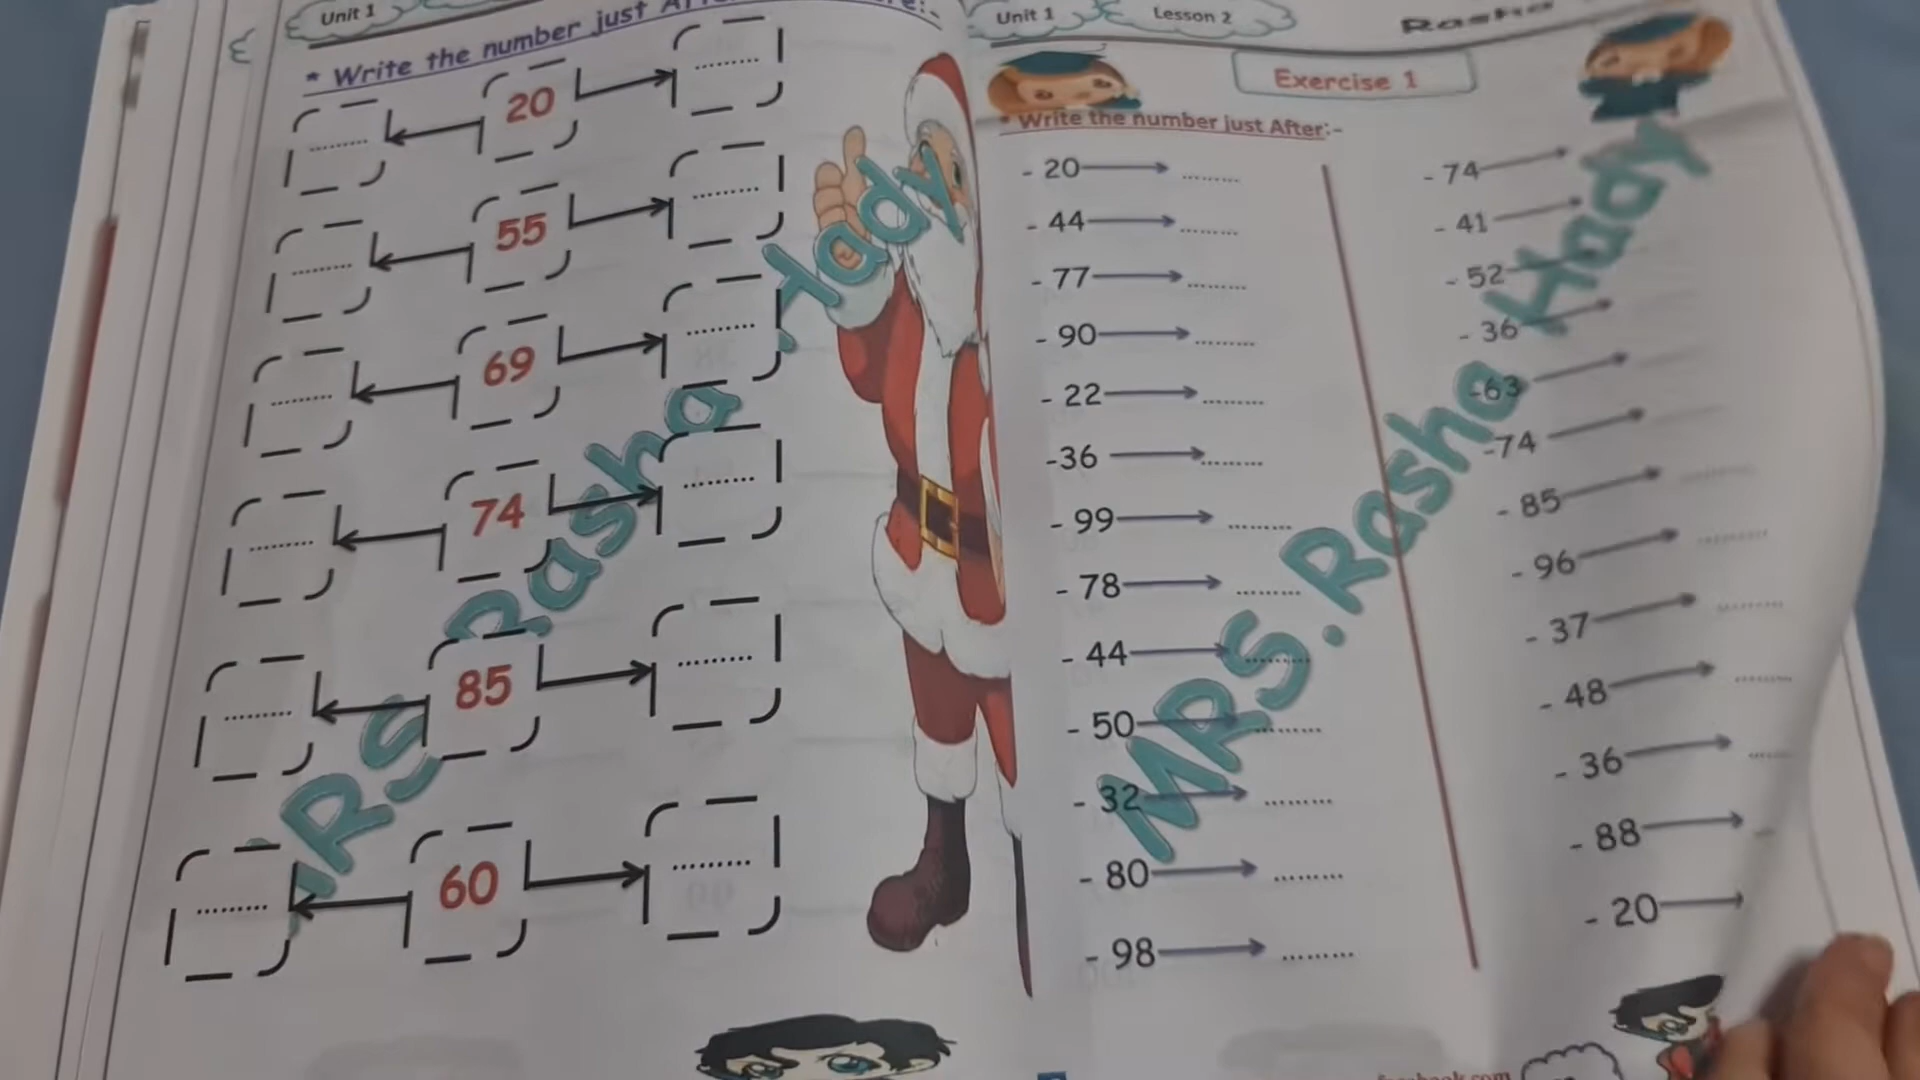 Unit 1
* Write the number just
20
55
69
74
85
60
MRS Rasha Hady
Unit 1
Lesson 2
Rasha
Exercise 1
* Write the number just After:-
- 20 ........
- 44 ........
- 77 ........
- 90 ........
- 22 ........
-36 ........
- 99 ........
- 78 ........
- 44 ........
- 50 ........
- 32 ........
- 80 ........
- 98 ........
- 74
- 41
- 52
- 36
-63
-74
- 85
- 96 ........
- 37 ........
- 48 ........
- 36 ........
- 88
- 20
MRS.Rasha Hady